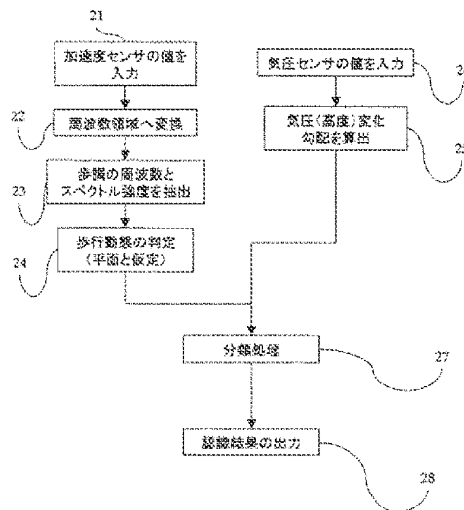 21
加速度センサの値を
入力
気圧センサの値を入力
2
22
周波数領域へ変換
気圧(高度)変化
勾配を算出
2
歩調の周波数と
スペクトル強度を抽出
23
歩行動態の判定
(平面と仮定)
24
分類処理
27
認識結果の出力
28